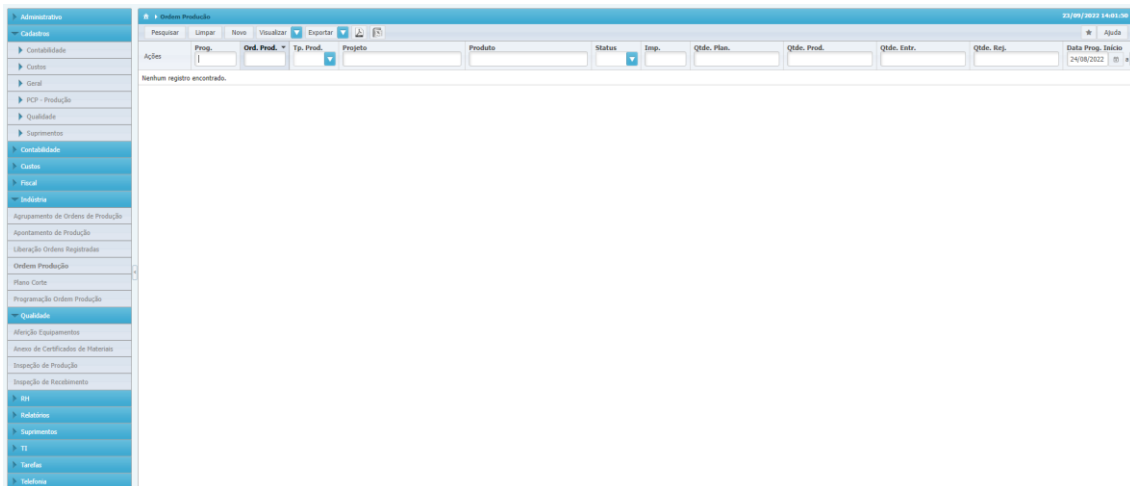 Administrativo
Cadastros
Contabilidade
Custos
Geral
PCP - Produção
Qualidade
Suprimentos
Contabilidade
Custos
Fiscal
Indústria
Agrupamento de Ordens de Produção
Apontamento de Produção
Liberação Ordens Registradas
Ordem Produção
Plano Corte
Programação Ordem Produção
Qualidade
Aferição Equipamentos
Anexo de Certificados de Materiais
Inspeção de Produção
Inspeção de Recebimento
RH
Relatórios
Suprimentos
TI
Tarefas
Telefonia
Ordem Produção 23/09/2022 14:01:50
Pesquisar Limpar Novo Visualizar Exportar Ajuda
Ações Prog. Ord. Prod. Tp. Prod. Projeto Produto Status Imp. Qtde. Plan. Qtde. Prod. Qtde. Entr. Qtde. Rej. Data Prog. Início
24/08/2022 a
Nenhum registro encontrado.